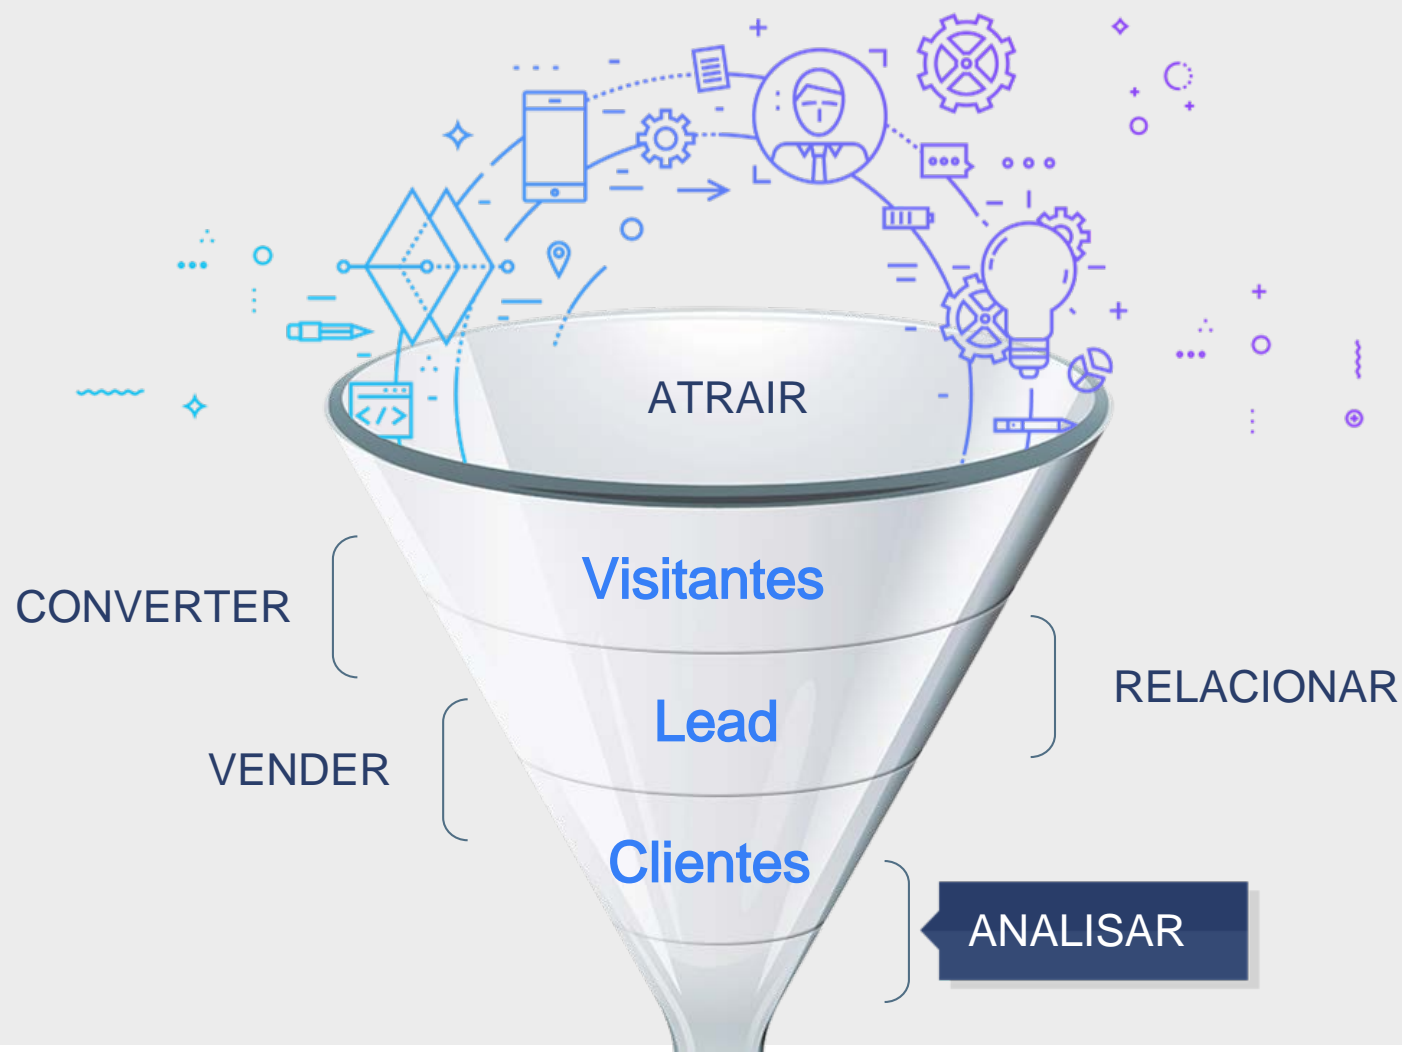 ATRAIR
Visitantes
CONVERTER
RELACIONAR
Lead
VENDER
Clientes
ANALISAR